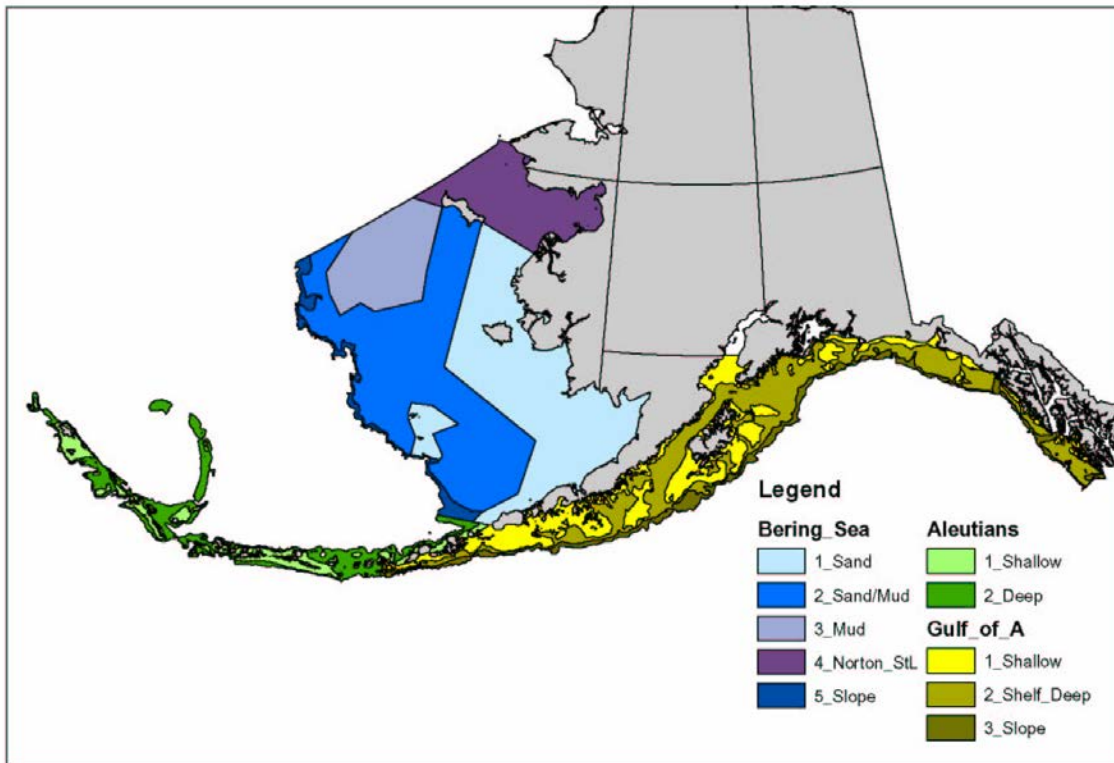 Legend
Bering_Sea
1_Sand
2_Sand/Mud
3_Mud
4_Norton_StL
5_Slope
Aleutians
1_Shallow
2_Deep
Gulf_of_A
1_Shallow
2_Shelf_Deep
3_Slope